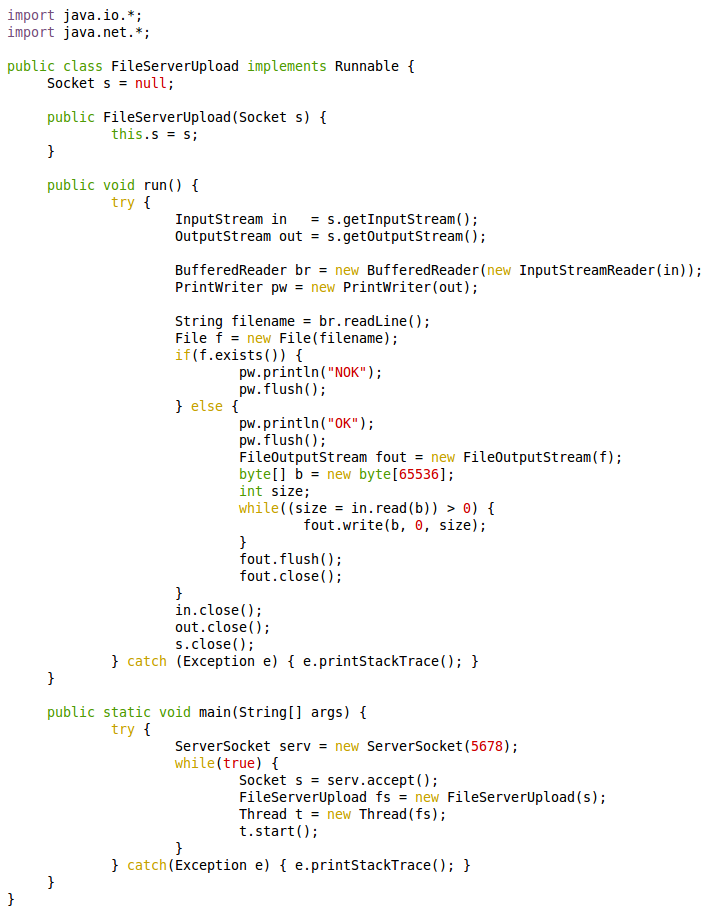 import java.io.*;
import java.net.*;

public class FileServerUpload implements Runnable {
     Socket s = null;

     public FileServerUpload(Socket s) {
             this.s = s;
     }

     public void run() {
             try {
                     InputStream in   = s.getInputStream();
                     OutputStream out = s.getOutputStream();

                     BufferedReader br = new BufferedReader(new InputStreamReader(in));
                     PrintWriter pw = new PrintWriter(out);

                     String filename = br.readLine();
                     File f = new File(filename);
                     if(f.exists()) {
                             pw.println("NOK");
                             pw.flush();
                     } else {
                             pw.println("OK");
                             pw.flush();
                             FileOutputStream fout = new FileOutputStream(f);
                             byte[] b = new byte[65536];
                             int size;
                             while((size = in.read(b)) > 0) {
                                     fout.write(b, 0, size);
                             }
                             fout.flush();
                             fout.close();
                     }
                     in.close();
                     out.close();
                     s.close();
             } catch (Exception e) { e.printStackTrace(); }
     }

     public static void main(String[] args) {
             try {
                     ServerSocket serv = new ServerSocket(5678);
                     while(true) {
                             Socket s = serv.accept();
                             FileServerUpload fs = new FileServerUpload(s);
                             Thread t = new Thread(fs);
                             t.start();
                     }
             } catch(Exception e) { e.printStackTrace(); }
     }
}